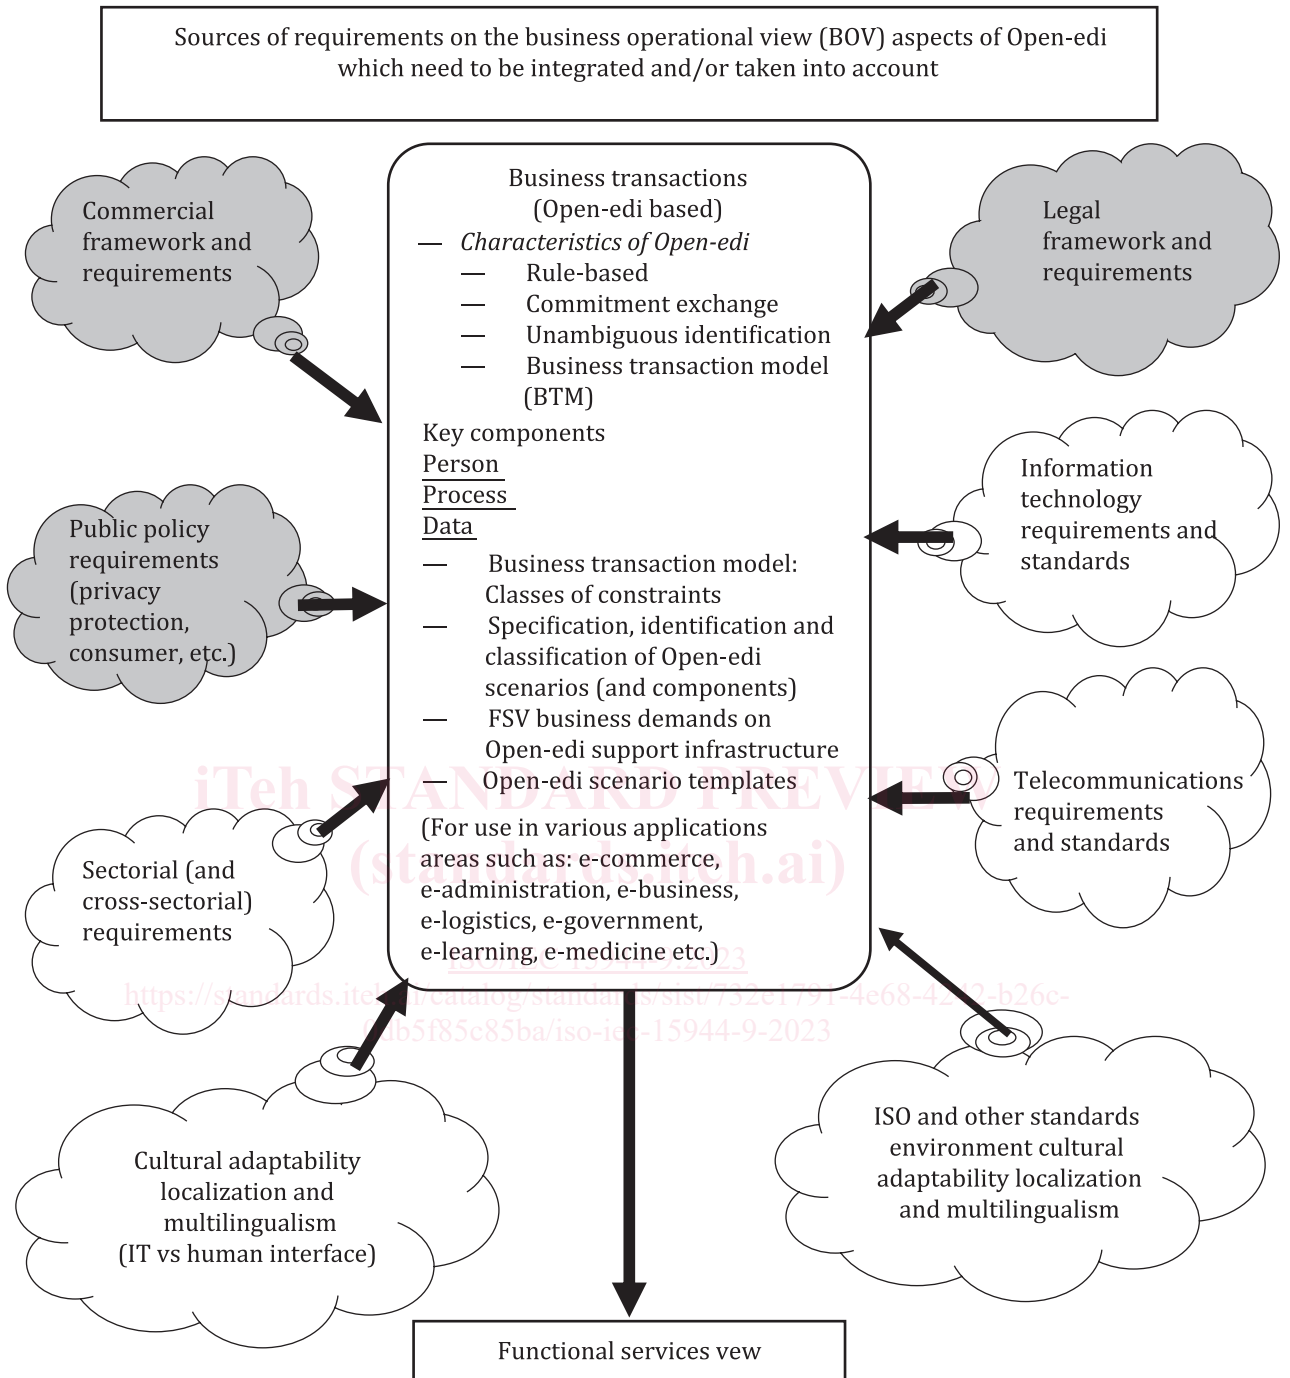 Sources of requirements on the business operational view (BOV) aspects of Open-edi
which need to be integrated and/or taken into account
Commercial
framework and
requirements
Public policy
requirements
(privacy
protection,
consumer, etc.)
Sectorial (and
cross-sectorial)
requirements
Cultural adaptability
localization and
multilingualism
(IT vs human interface)
Business transactions
(Open-edi based)
— Characteristics of Open-edi
— Rule-based
— Commitment exchange
— Unambiguous identification
— Business transaction model
(BTM)
Key components
Person
Process
Data
— Business transaction model:
Classes of constraints
— Specification, identification and
classification of Open-edi
scenarios (and components)
— FSV business demands on
Open-edi support infrastructure
— Open-edi scenario templates
(For use in various applications
areas such as: e-commerce,
e-administration, e-business,
e-logistics, e-government,
e-learning, e-medicine etc.)
Legal
framework and
requirements
Information
technology
requirements and
standards
Telecommunications
requirements
and standards
ISO and other standards
environment cultural
adaptability localization
and multilingualism
Functional services vew
iTeh STANDARD PREVIEW
(standards.iteh.ai)
ISO/IEC 15944-9:2023